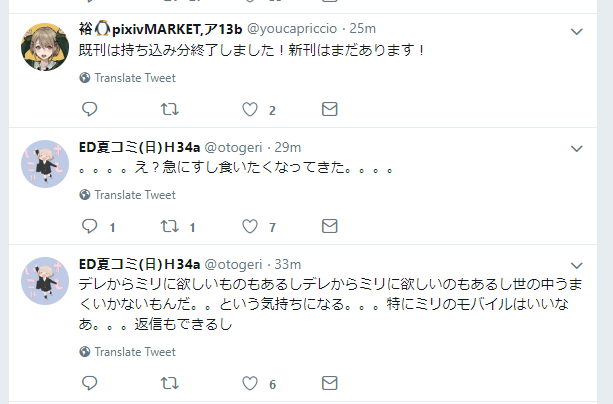 裕🐧pixivMARKET,ア13b @youcapriccio · 25m
既刊は持ち込み分終了しました！新刊はまだあります！
Translate Tweet
2
ED夏コミ(日)H34a @otogeri · 29m
。。。。え？急にすし食いたくなってきた。。。。
Translate Tweet
1 1 7
ED夏コミ(日)H34a @otogeri · 33m
デレからミリに欲しいものもあるしデレからミリに欲しいのもあるし世の中うま
くいかないもんだ。。という気持ちになる。。。特にミリのモバイルはいいな
あ。。。返信もできるし
Translate Tweet
6